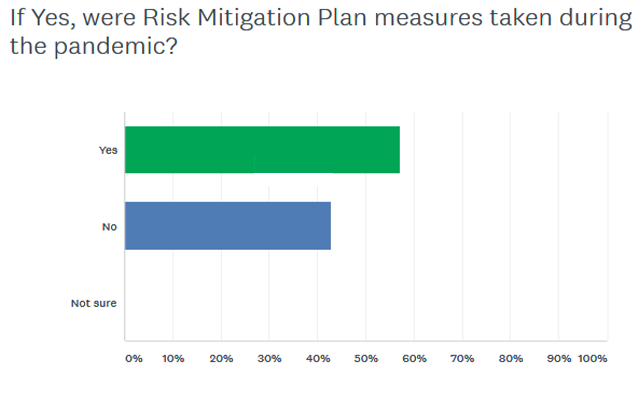 If Yes, were Risk Mitigation Plan measures taken during
the pandemic?
Yes
No
Not sure
0% 10% 20% 30% 40% 50% 60% 70% 80% 90% 100%